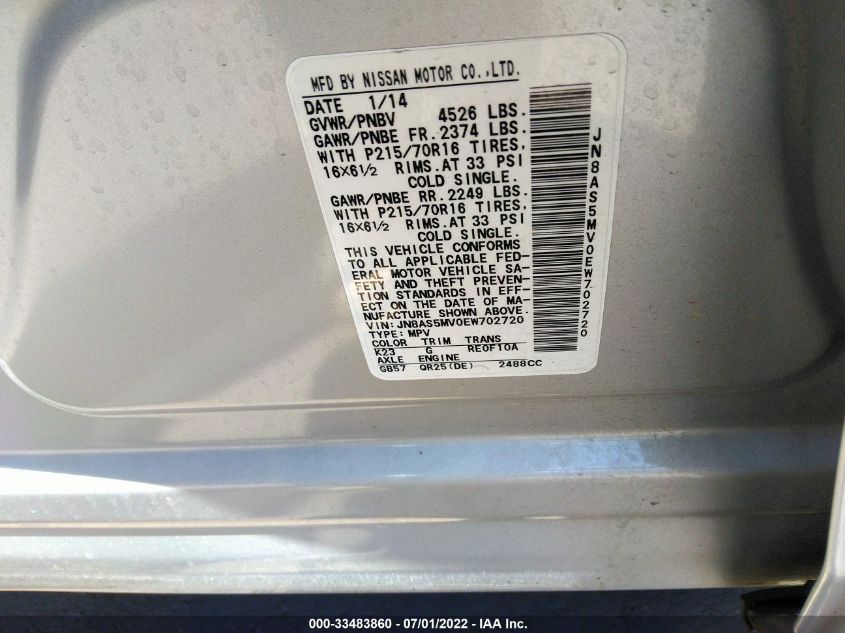 MFD BY NISSAN MOTOR CO.,LTD.
DATE 1/14
GVWR/PNBV 4526 LBS.
GAWR/PNBE FR. 2374 LBS.
WITH P215/70R16 TIRES,
16X6½ RIMS. AT 33 PSI
COLD SINGLE.
GAWR/PNBE RR. 2249 LBS.
WITH P215/70R16 TIRES,
16X6½ RIMS. AT 33 PSI
COLD SINGLE.
THIS VEHICLE CONFORMS
TO ALL APPLICABLE FED-
ERAL MOTOR VEHICLE SA-
FETY AND THEFT PREVEN-
TION STANDARDS IN EFF-
ECT ON THE DATE OF MA-
NUFACTURE SHOWN ABOVE.
VIN: JN8AS5MV0EW702720
TYPE: MPV
COLOR TRIM TRANS
K23 G RE0F10A
AXLE ENGINE
GB57 QR25(DE) 2488CC
JN8AS5MV0EW702720
000-33483860 - 07/01/2022 - IAA Inc.